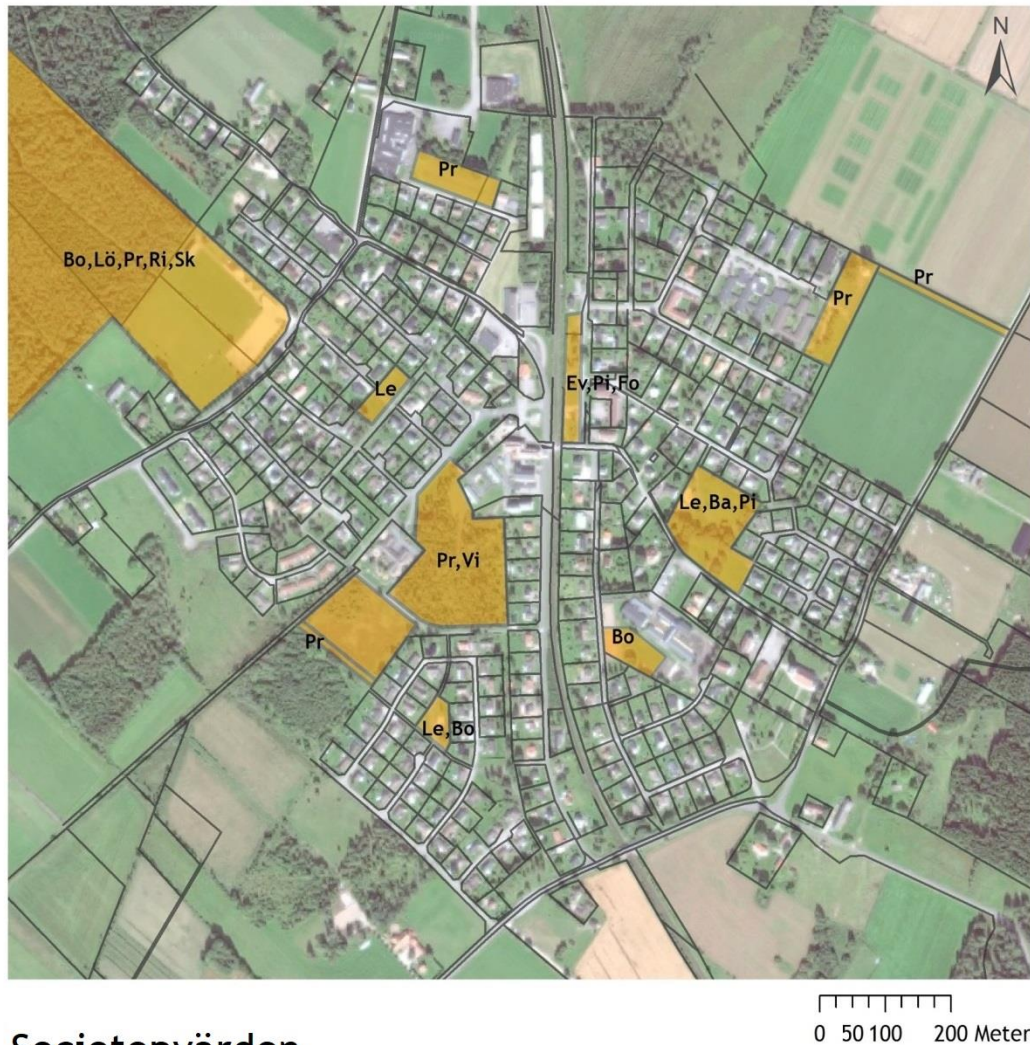 N
Pr
Bo,Lö,Pr,Ri,Sk
Pr
Pr
Le
Ev,Pi,Fo
Le,Ba,Pi
Pr,Vi
Bo
Pr
Le,Bo
0 50 100 200 Meter